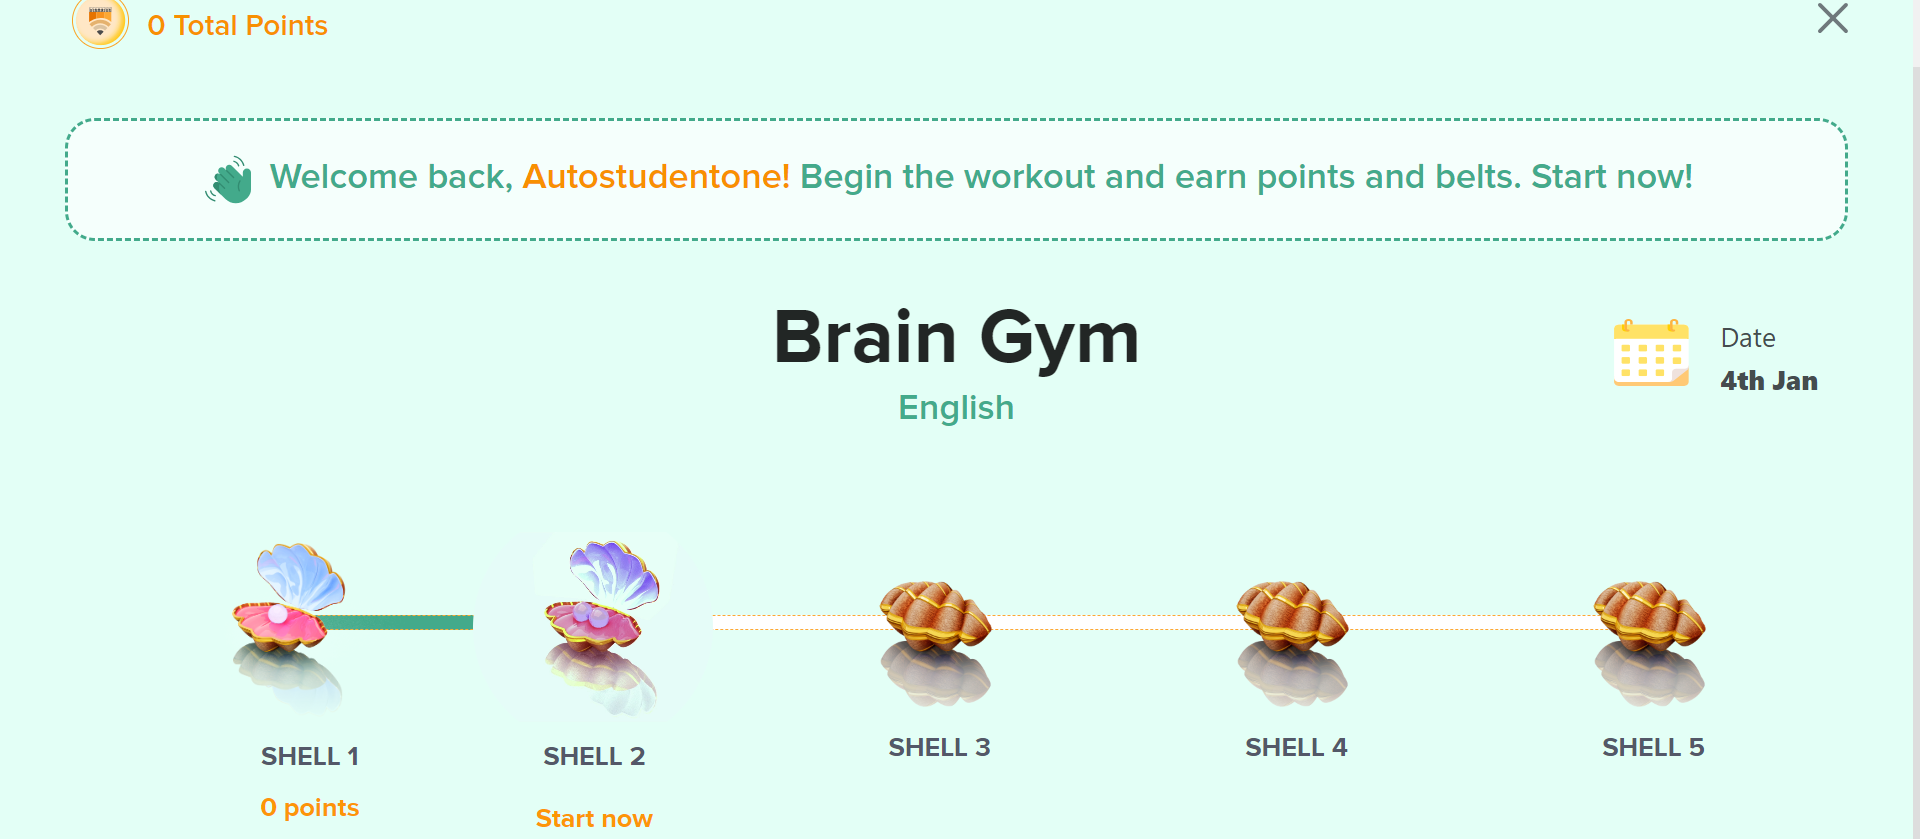 0 Total Points
Welcome back, Autostudentone! Begin the workout and earn points and belts. Start now!
Brain Gym
English
Date
4th Jan
SHELL 1
SHELL 2
SHELL 3
SHELL 4
SHELL 5
0 points
Start now